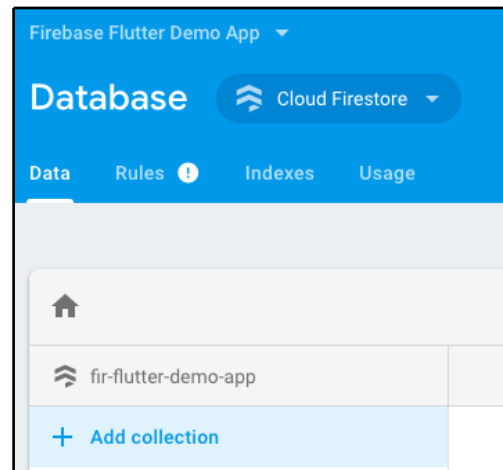 Firebase Flutter Demo App
Database Cloud Firestore
Data Rules ! Indexes Usage
fir-flutter-demo-app
+ Add collection